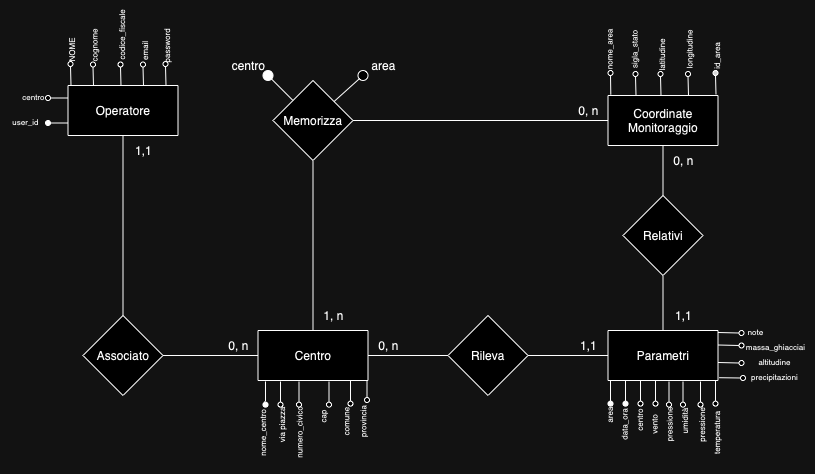 NOME
cognome
codice_fiscale
email
password
centro
user_id
Operatore
1,1
centro
area
Memorizza
0, n
nome_area
sigla_stato
latitudine
longitudine
id_area
Coordinate
Monitoraggio
0, n
Relativi
1, n
1,1
Associato
0, n
Centro
0, n
Rileva
1,1
Parametri
note
massa_ghiacciai
altitudine
precipitazioni
nome_centro
via piazza
numero_civico
cap
comune
provincia
area
data_ora
centro
vento
pressione
umidità
pressione
temperatura